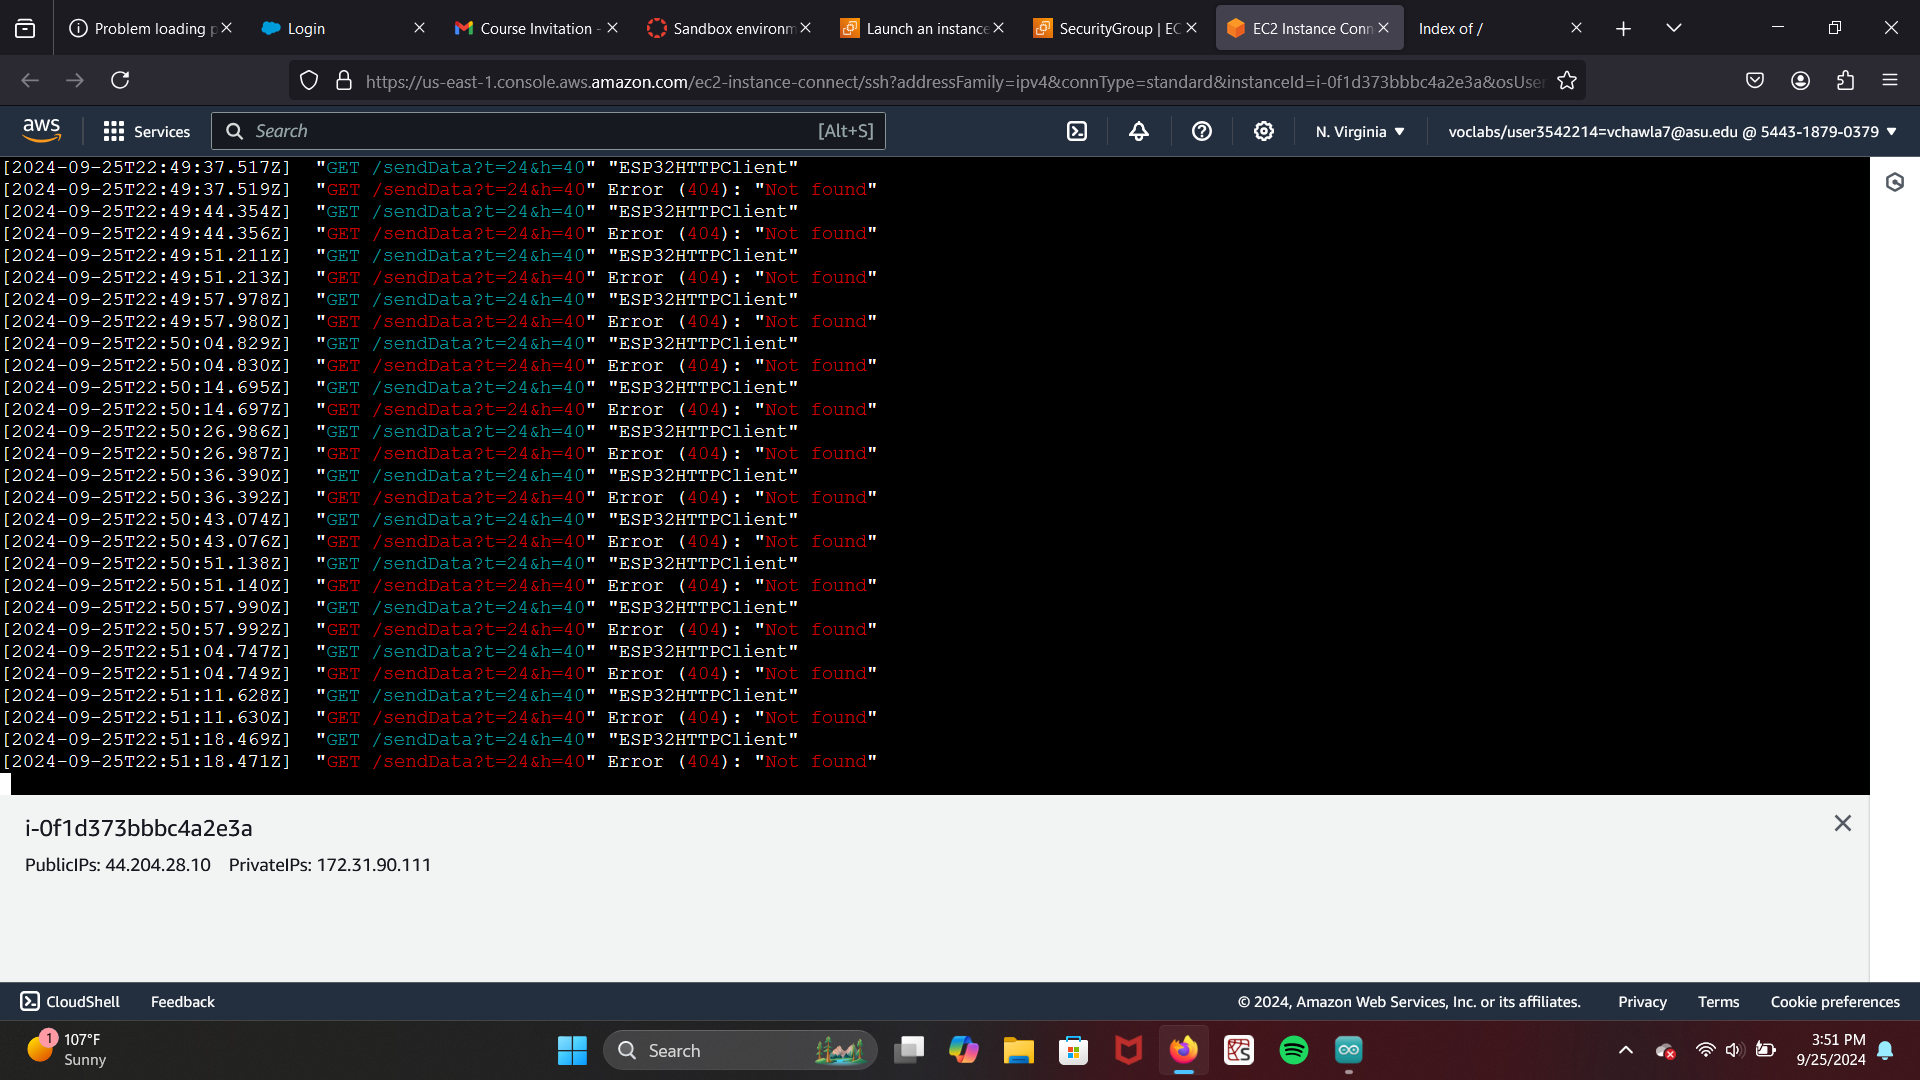 Problem loading p
Login
Course Invitation -
Sandbox environm
Launch an instance
SecurityGroup | EC
EC2 Instance Conn
Index of /
https://us-east-1.console.aws.amazon.com/ec2-instance-connect/ssh?addressFamily=ipv4&connType=standard&instanceId=i-0f1d373bbbc4a2e3a&osUser
aws
Services
Search
[Alt+S]
N. Virginia
voclabs/user3542214=vchawla7@asu.edu @ 5443-1879-0379
[2024-09-25T22:49:37.517Z] "GET /sendData?t=24&h=40" "ESP32HTTPClient"
[2024-09-25T22:49:37.519Z] "GET /sendData?t=24&h=40" Error (404): "Not found"
[2024-09-25T22:49:44.354Z] "GET /sendData?t=24&h=40" "ESP32HTTPClient"
[2024-09-25T22:49:44.356Z] "GET /sendData?t=24&h=40" Error (404): "Not found"
[2024-09-25T22:49:51.211Z] "GET /sendData?t=24&h=40" "ESP32HTTPClient"
[2024-09-25T22:49:51.213Z] "GET /sendData?t=24&h=40" Error (404): "Not found"
[2024-09-25T22:49:57.978Z] "GET /sendData?t=24&h=40" "ESP32HTTPClient"
[2024-09-25T22:49:57.980Z] "GET /sendData?t=24&h=40" Error (404): "Not found"
[2024-09-25T22:50:04.829Z] "GET /sendData?t=24&h=40" "ESP32HTTPClient"
[2024-09-25T22:50:04.830Z] "GET /sendData?t=24&h=40" Error (404): "Not found"
[2024-09-25T22:50:14.695Z] "GET /sendData?t=24&h=40" "ESP32HTTPClient"
[2024-09-25T22:50:14.697Z] "GET /sendData?t=24&h=40" Error (404): "Not found"
[2024-09-25T22:50:26.986Z] "GET /sendData?t=24&h=40" "ESP32HTTPClient"
[2024-09-25T22:50:26.987Z] "GET /sendData?t=24&h=40" Error (404): "Not found"
[2024-09-25T22:50:36.390Z] "GET /sendData?t=24&h=40" "ESP32HTTPClient"
[2024-09-25T22:50:36.392Z] "GET /sendData?t=24&h=40" Error (404): "Not found"
[2024-09-25T22:50:43.074Z] "GET /sendData?t=24&h=40" "ESP32HTTPClient"
[2024-09-25T22:50:43.076Z] "GET /sendData?t=24&h=40" Error (404): "Not found"
[2024-09-25T22:50:51.138Z] "GET /sendData?t=24&h=40" "ESP32HTTPClient"
[2024-09-25T22:50:51.140Z] "GET /sendData?t=24&h=40" Error (404): "Not found"
[2024-09-25T22:50:57.990Z] "GET /sendData?t=24&h=40" "ESP32HTTPClient"
[2024-09-25T22:50:57.992Z] "GET /sendData?t=24&h=40" Error (404): "Not found"
[2024-09-25T22:51:04.747Z] "GET /sendData?t=24&h=40" "ESP32HTTPClient"
[2024-09-25T22:51:04.749Z] "GET /sendData?t=24&h=40" Error (404): "Not found"
[2024-09-25T22:51:11.628Z] "GET /sendData?t=24&h=40" "ESP32HTTPClient"
[2024-09-25T22:51:11.630Z] "GET /sendData?t=24&h=40" Error (404): "Not found"
[2024-09-25T22:51:18.469Z] "GET /sendData?t=24&h=40" "ESP32HTTPClient"
[2024-09-25T22:51:18.471Z] "GET /sendData?t=24&h=40" Error (404): "Not found"
i-0f1d373bbbc4a2e3a
PublicIPs: 44.204.28.10 PrivateIPs: 172.31.90.111
CloudShell
Feedback
© 2024, Amazon Web Services, Inc. or its affiliates.
Privacy
Terms
Cookie preferences
1
107°F
Sunny
Search
3:51 PM
9/25/2024